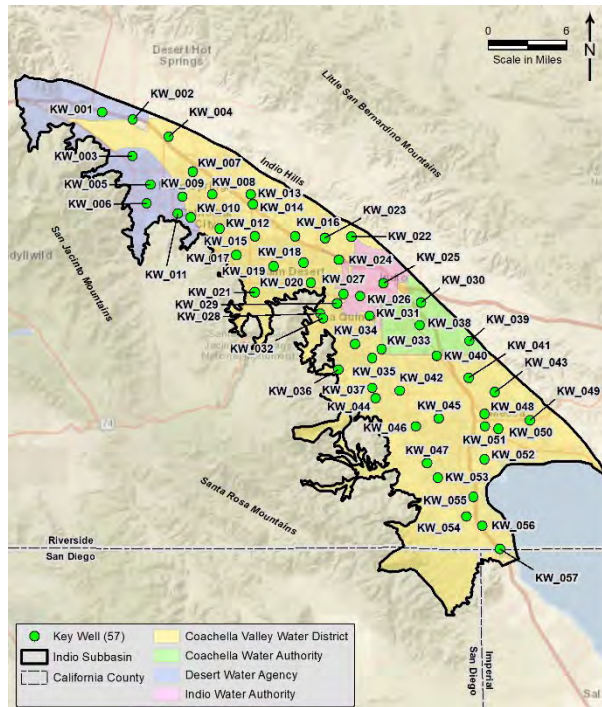 Desert Hot
Springs
0 6
Scale in Miles
N
Little San Bernardino Mountains
KW_001
KW_002
KW_004
KW_003
KW_007
Indio Hills
KW_005
KW_009
KW_008
KW_013
KW_006
KW_010
KW_014
KW_023
City
KW_012
KW_016
KW_022
San Jacinto Mountains
KW_011
KW_015
KW_025
KW_017
KW_018
KW_024
KW_019
KW_030
KW_020
KW_027
KW_021
KW_026
KW_029
KW_031
KW_038
KW_039
KW_028
KW_034
KW_033
KW_041
KW_032
KW_040
KW_043
KW_036
KW_035
KW_037
KW_042
KW_049
KW_044
KW_045
KW_048
74
KW_046
KW_051
KW_050
KW_047
KW_052
Santa Rosa Mountains
KW_053
KW_055
KW_054
KW_056
Riverside
San Diego
KW_057
Key Well (57)
Indio Subbasin
California County
Coachella Valley Water District
Coachella Water Authority
Desert Water Agency
Indio Water Authority
San Diego
Imperial
Sal